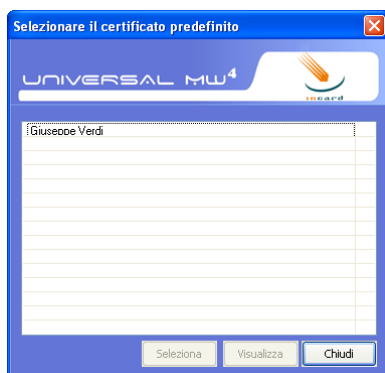 Selezionare il certificato predefinito
UNIVERSAL MW4
incard
Giuseppe Verdi
Seleziona
Visualizza
Chiudi